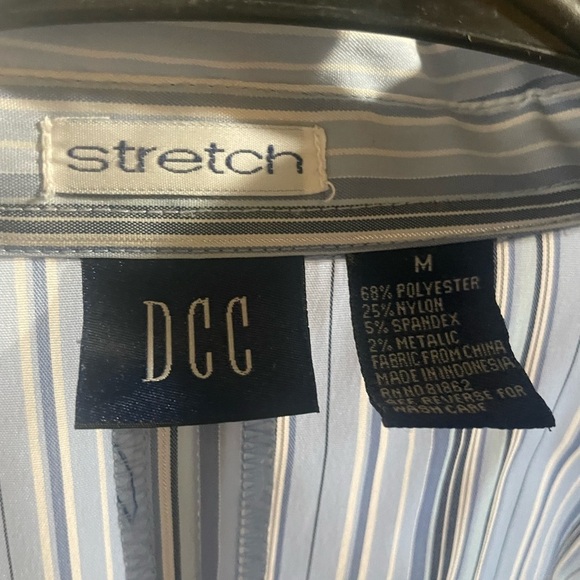 stretch
DCC
M
68% POLYESTER
25% NYLON
5% SPANDEX
2% METALIC
FABRIC FROM CHINA
MADE IN INDONESIA
RN NO 81862
SEE REVERSE FOR
WASH CARE